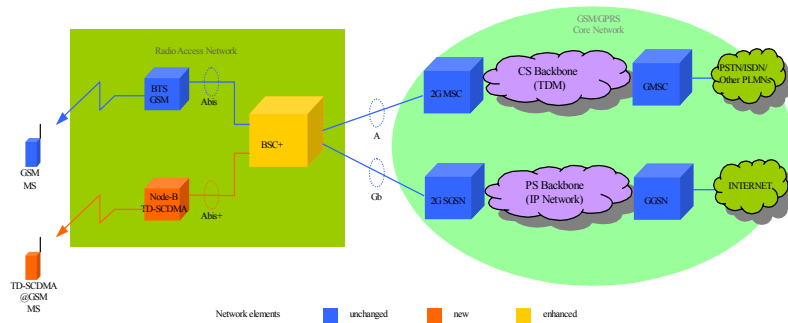 GSM/GPRS
Core Network
Radio Access Network
BTS
GSM
Abis
2G MSC
CS Backbone
(TDM)
GMSC
PSTN/ISDN/
Other PLMNs
BSC+
A
GSM
MS
Node-B
TD-SCDMA
Abis+
Gb
2G SGSN
PS Backbone
(IP Network)
GGSN
INTERNET
TD-SCDMA
@GSM
MS
Network elements
unchanged
new
enhanced